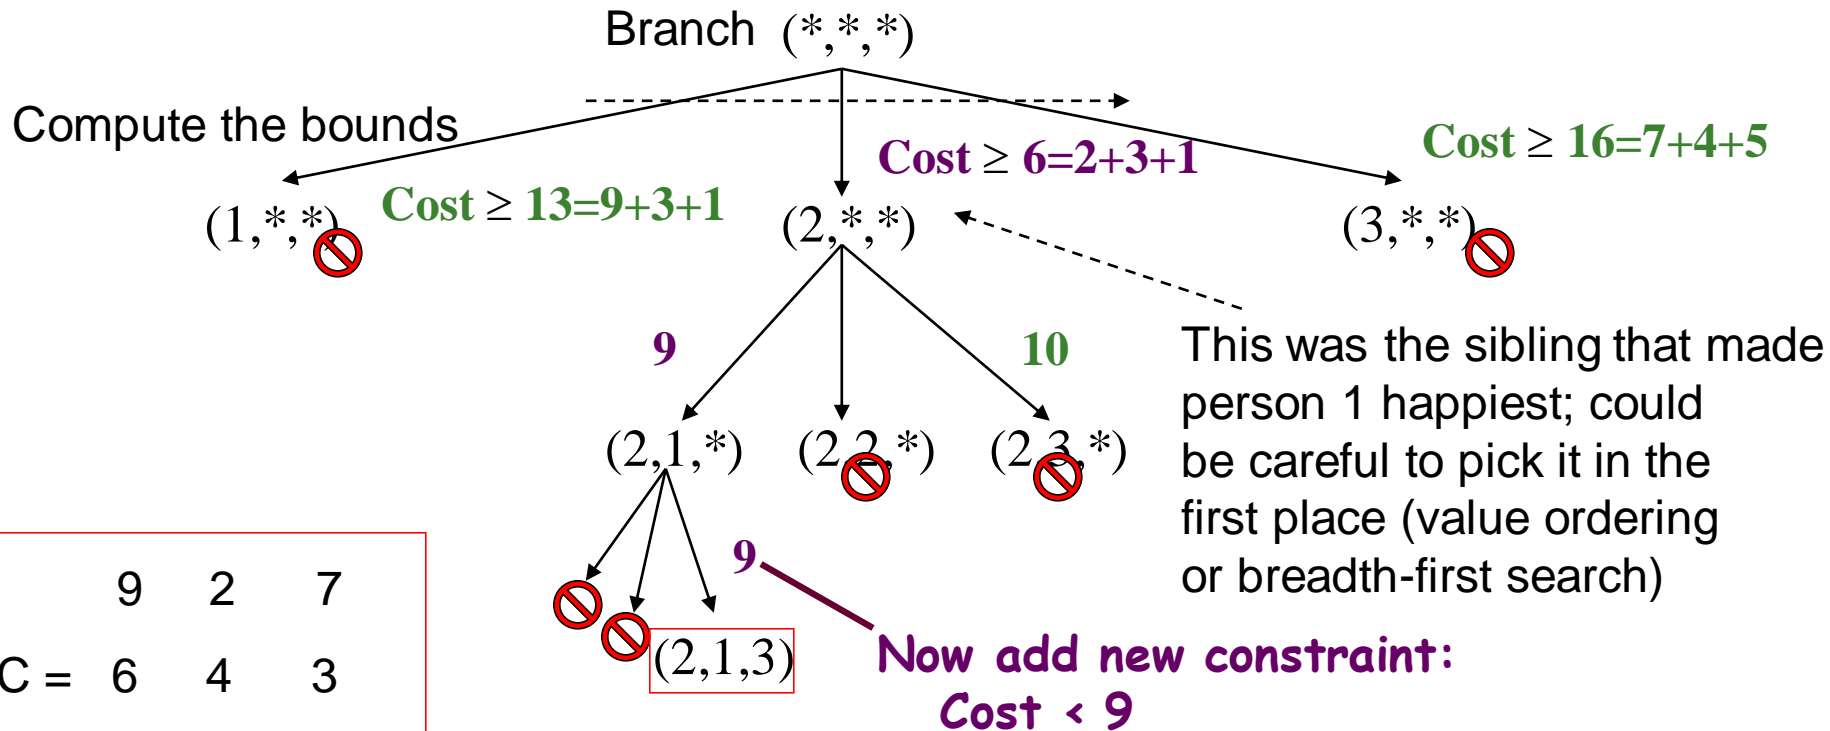 Branch (*,*,*)
Compute the bounds
Cost ≥ 6=2+3+1
Cost ≥ 16=7+4+5
Cost ≥ 13=9+3+1
(1,*,*)
(2,*,*)
(3,*,*)
9
10
This was the sibling that made
person 1 happiest; could
be careful to pick it in the
first place (value ordering
or breadth-first search)
(2,1,*)
(2,2,*)
(2,3,*)
9
(2,1,3)
Now add new constraint:
Cost < 9
9 2 7
C = 6 4 3